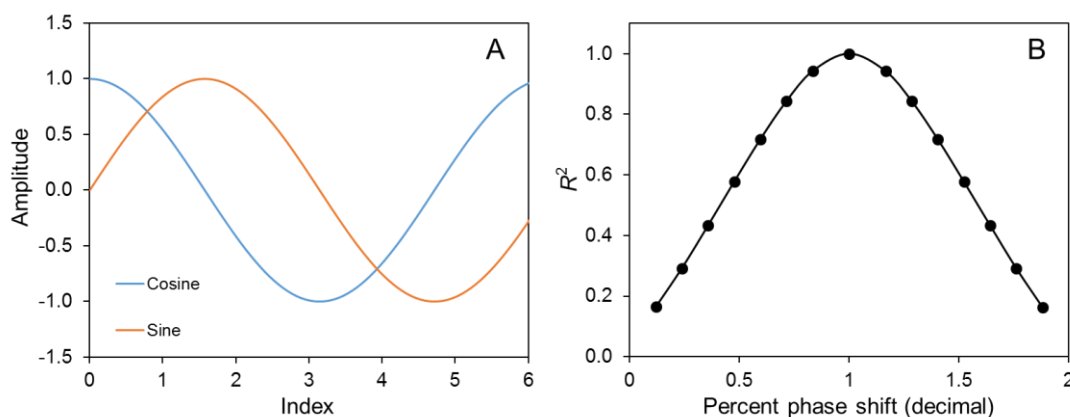 A
1.5
1.0
0.5
0.0
-0.5
-1.0
-1.5
Amplitude
Cosine
Sine
0 1 2 3 4 5 6
Index
B
1.0
0.8
0.6
0.4
0.2
0.0
R²
0 0.5 1 1.5 2
Percent phase shift (decimal)